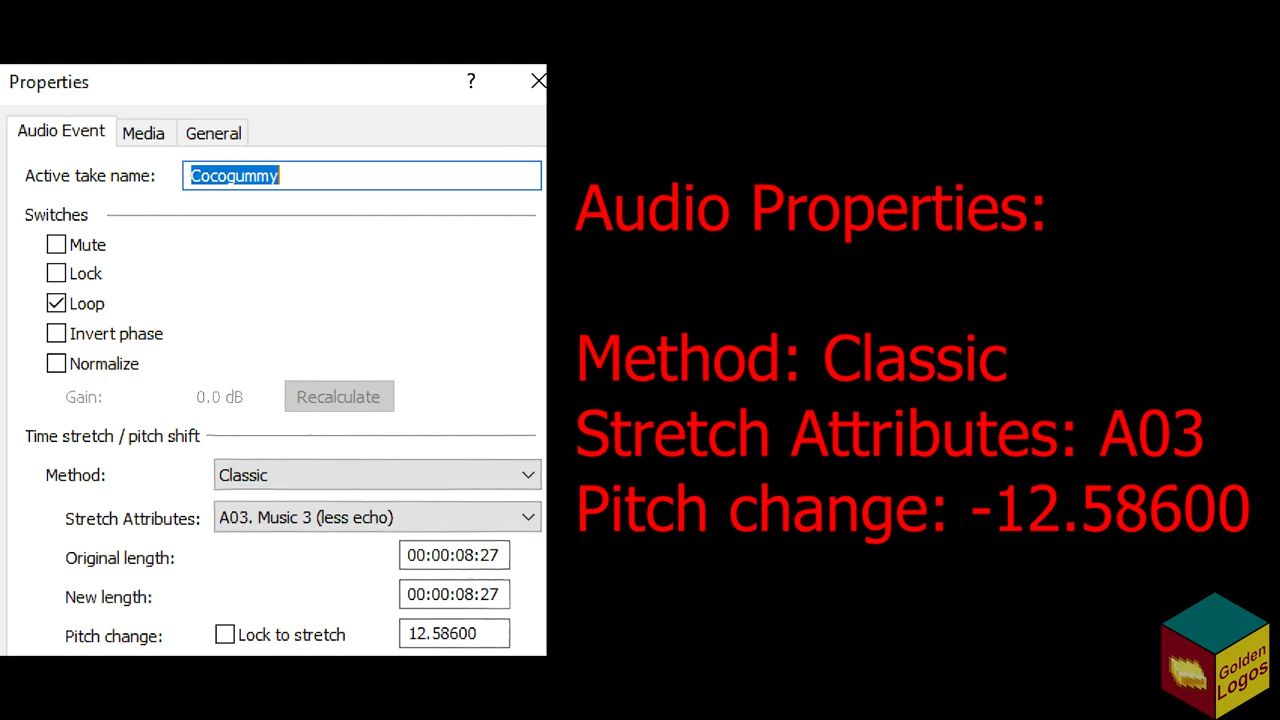 Properties
?
Audio Event
Media
General
Active take name:
Cocogummy
Switches
Mute
Lock
Loop
Invert phase
Normalize
Gain:
0.0 dB
Recalculate
Time stretch / pitch shift
Method:
Classic
Stretch Attributes:
A03. Music 3 (less echo)
Original length:
00:00:08:27
New length:
00:00:08:27
Pitch change:
Lock to stretch
12.58600
Audio Properties:
Method: Classic
Stretch Attributes: A03
Pitch change: -12.58600
Golden
Logos